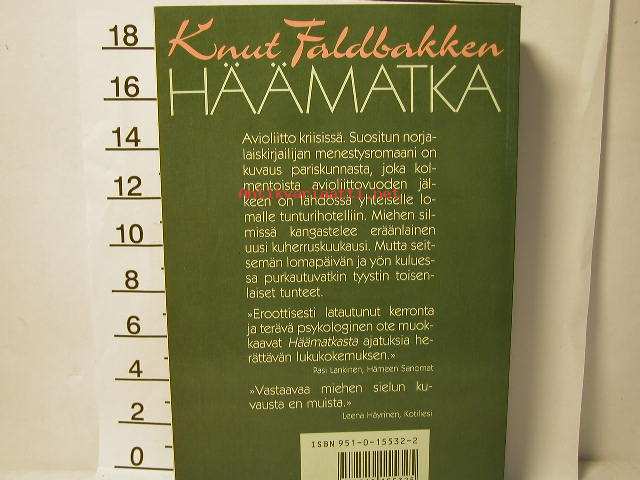 Knut Faldbakken
HÄÄMATKA
Avioliitto kriisissä. Suositun norja-
laiskirjailijan menestysromaani on
kuvaus pariskunnasta, joka kol-
mentoista avioliittovuoden jäl-
keen on lähdössä yhteiselle lo-
malle tunturihotelliin. Miehen sil-
missä kangastelee eräänlainen
uusi kuherruskuukausi. Mutta seit-
semän lomapäivän ja yön kulues-
sa purkautuvatkin tyystin toisen-
laiset tunteet.
»Eroottisesti latautunut kerronta
ja terävä psykologinen ote muok-
kaavat Häämatkasta ajatuksia he-
rättävän lukukokemuksen.»
Pasi Lankinen, Hämeen Sanomat
»Vastaavaa miehen sielun ku-
vausta en muista.»
Leena Häyrinen, Kotiliesi
ISBN 951-0-15532-2
18
16
14
12
10
8
6
4
2
0